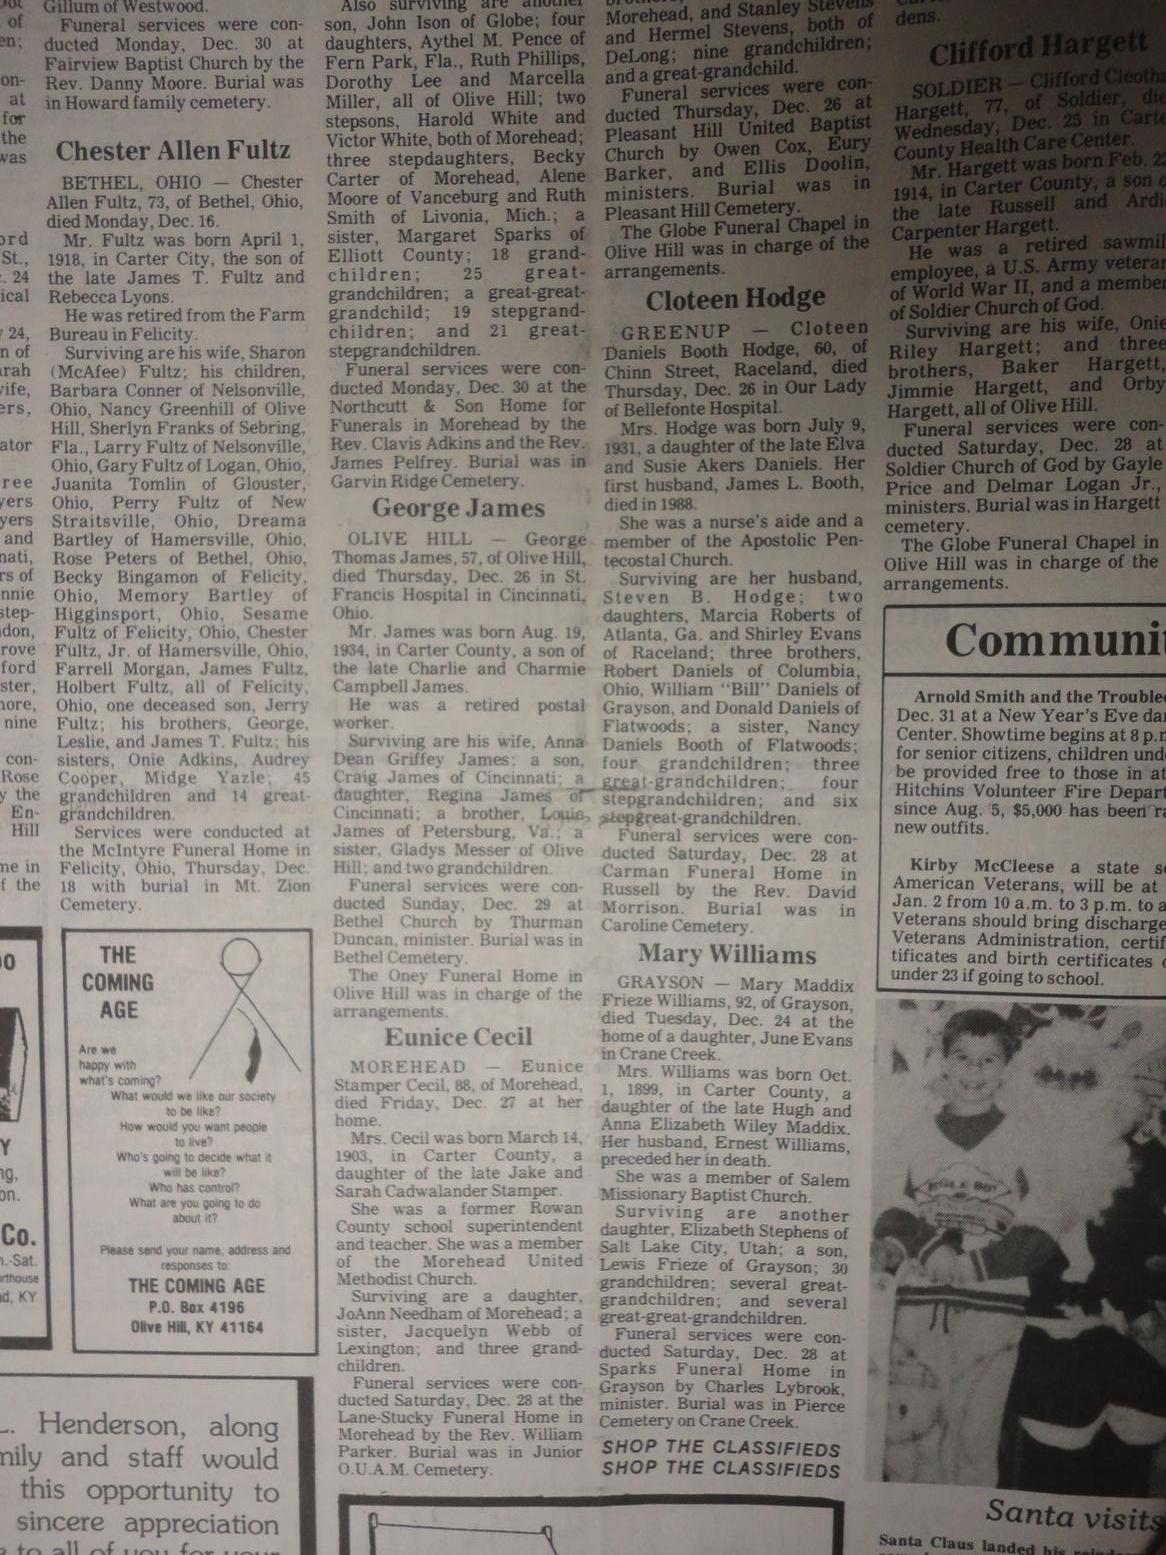 Gillum of Westwood.
Funeral services were con-
ducted Monday, Dec. 30 at
Fairview Baptist Church by the
Rev. Danny Moore. Burial was
in Howard family cemetery.
Chester Allen Fultz
BETHEL, OHIO — Chester
Allen Fultz, 73, of Bethel, Ohio,
died Monday, Dec. 16.
Mr. Fultz was born April 1,
1918, in Carter City, the son of
the late James T. Fultz and
Rebecca Lyons.
He was retired from the Farm
Bureau in Felicity.
Surviving are his wife, Sharon
(McAfee) Fultz; his children,
Barbara Conner of Nelsonville,
Ohio, Nancy Greenhill of Olive
Hill, Sherlyn Franks of Sebring,
Fla., Larry Fultz of Nelsonville,
Ohio, Gary Fultz of Logan, Ohio,
Juanita Tomlin of Glouster,
Ohio, Perry Fultz of New
Straitsville, Ohio, Dreama
Bartley of Hamersville, Ohio,
Rose Peters of Bethel, Ohio,
Becky Bingamon of Felicity,
Ohio, Memory Bartley of
Higginsport, Ohio, Sesame
Fultz of Felicity, Ohio, Chester
Fultz, Jr. of Hamersville, Ohio,
Farrell Morgan, James Fultz,
Holbert Fultz, all of Felicity,
Ohio, one deceased son, Jerry
Fultz; his brothers, George,
Leslie, and James T. Fultz; his
sisters, Onie Adkins, Audrey
Cooper, Midge Yazle; 45
grandchildren and 14 great-
grandchildren.
Services were conducted at
the McIntyre Funeral Home in
Felicity, Ohio, Thursday, Dec.
18 with burial in Mt. Zion
Cemetery.
THE
COMING
AGE
Are we
happy with
what's coming?
What would we like our society
to be like?
How would you want people
to live?
Who's going to decide what it
will be like?
Who has control?
What are you going to do
about it?
Please send your name, address and
responses to:
THE COMING AGE
P.O. Box 4196
Olive Hill, KY 41164
Henderson, along
and staff would
this opportunity to
sincere appreciation
to all of you for your
Also surviving are another
son, John Ison of Globe; four
daughters, Aythel M. Pence of
Fern Park, Fla., Ruth Phillips,
Dorothy Lee and Marcella
Miller, all of Olive Hill; two
stepsons, Harold White and
Victor White, both of Morehead;
three stepdaughters, Becky
Carter of Morehead, Alene
Moore of Vanceburg and Ruth
Smith of Livonia, Mich.; a
sister, Margaret Sparks of
Elliott County; 18 grand-
children; 25 great-
grandchildren; a great-great-
grandchild; 19 stepgrand-
children; and 21 great-
stepgrandchildren.
Funeral services were con-
ducted Monday, Dec. 30 at the
Northcutt & Son Home for
Funerals in Morehead by the
Rev. Clavis Adkins and the Rev.
James Pelfrey. Burial was in
Garvin Ridge Cemetery.
George James
OLIVE HILL — George
Thomas James, 57, of Olive Hill,
died Thursday, Dec. 26 in St.
Francis Hospital in Cincinnati,
Ohio.
Mr. James was born Aug. 19,
1934, in Carter County, a son of
the late Charlie and Charmie
Campbell James.
He was a retired postal
worker.
Surviving are his wife, Anna
Dean Griffey James; a son,
Craig James of Cincinnati; a
daughter, Regina James of
Cincinnati; a brother, Louie
James of Petersburg, Va.; a
sister, Gladys Messer of Olive
Hill; and two grandchildren.
Funeral services were con-
ducted Sunday, Dec. 29 at
Bethel Church by Thurman
Duncan, minister. Burial was in
Bethel Cemetery.
The Oney Funeral Home in
Olive Hill was in charge of the
arrangements.
Eunice Cecil
MOREHEAD — Eunice
Stamper Cecil, 88, of Morehead,
died Friday, Dec. 27 at her
home.
Mrs. Cecil was born March 14,
1903, in Carter County, a
daughter of the late Jake and
Sarah Cadwalander Stamper.
She was a former Rowan
County school superintendent
and teacher. She was a member
of the Morehead United
Methodist Church.
Surviving are a daughter,
JoAnn Needham of Morehead; a
sister, Jacquelyn Webb of
Lexington; and three grand-
children.
Funeral services were con-
ducted Saturday, Dec. 28 at the
Lane-Stucky Funeral Home in
Morehead by the Rev. William
Parker. Burial was in Junior
O.U.A.M. Cemetery.
Morehead, and Stanley Stevens
and Hermel Stevens, both of
DeLong; nine grandchildren;
and a great-grandchild.
Funeral services were con-
ducted Thursday, Dec. 26 at
Pleasant Hill United Baptist
Church by Owen Cox, Eury
Barker, and Ellis Doolin,
ministers. Burial was in
Pleasant Hill Cemetery.
The Globe Funeral Chapel in
Olive Hill was in charge of the
arrangements.
Cloteen Hodge
GREENUP — Cloteen
Daniels Booth Hodge, 60, of
Chinn Street, Raceland, died
Thursday, Dec. 26 in Our Lady
of Bellefonte Hospital.
Mrs. Hodge was born July 9,
1931, a daughter of the late Elva
and Susie Akers Daniels. Her
first husband, James L. Booth,
died in 1988.
She was a nurse's aide and a
member of the Apostolic Pen-
tecostal Church.
Surviving are her husband,
Steven B. Hodge; two
daughters, Marcia Roberts of
Atlanta, Ga. and Shirley Evans
of Raceland; three brothers,
Robert Daniels of Columbia,
Ohio, William "Bill" Daniels of
Grayson, and Donald Daniels of
Flatwoods; a sister, Nancy
Daniels Booth of Flatwoods;
four grandchildren; three
great-grandchildren; four
stepgrandchildren; and six
stepgreat-grandchildren.
Funeral services were con-
ducted Saturday, Dec. 28 at
Carman Funeral Home in
Russell by the Rev. David
Morrison. Burial was in
Caroline Cemetery.
Mary Williams
GRAYSON — Mary Maddix
Frieze Williams, 92, of Grayson,
died Tuesday, Dec. 24 at the
home of a daughter, June Evans
in Crane Creek.
Mrs. Williams was born Oct.
1, 1899, in Carter County, a
daughter of the late Hugh and
Anna Elizabeth Wiley Maddix.
Her husband, Ernest Williams,
preceded her in death.
She was a member of Salem
Missionary Baptist Church.
Surviving are another
daughter, Elizabeth Stephens of
Salt Lake City, Utah; a son,
Lewis Frieze of Grayson; 30
grandchildren; several great-
grandchildren; and several
great-great-grandchildren.
Funeral services were con-
ducted Saturday, Dec. 28 at
Sparks Funeral Home in
Grayson by Charles Lybrook,
minister. Burial was in Pierce
Cemetery on Crane Creek.
SHOP THE CLASSIFIEDS
SHOP THE CLASSIFIEDS
dens.
Clifford Hargett
SOLDIER — Clifford Cleotha
Hargett, 77, of Soldier, die
Wednesday, Dec. 25 in Carte
County Health Care Center.
Mr. Hargett was born Feb. 22
1914, in Carter County, a son o
the late Russell and Ardi
Carpenter Hargett.
He was a retired sawmil
employee, a U.S. Army veteran
of World War II, and a member
of Soldier Church of God.
Surviving are his wife, Onie
Riley Hargett; and three
brothers, Baker Hargett,
Jimmie Hargett, and Orby
Hargett, all of Olive Hill.
Funeral services were con-
ducted Saturday, Dec. 28 at
Soldier Church of God by Gayle
Price and Delmar Logan Jr.,
ministers. Burial was in Hargett
cemetery.
The Globe Funeral Chapel in
Olive Hill was in charge of the
arrangements.
Communi
Arnold Smith and the Trouble
Dec. 31 at a New Year's Eve da
Center. Showtime begins at 8 p.m
for senior citizens, children und
be provided free to those in at
Hitchins Volunteer Fire Depart
since Aug. 5, $5,000 has been ra
new outfits.
Kirby McCleese a state se
American Veterans, will be at
Jan. 2 from 10 a.m. to 3 p.m. to a
Veterans should bring discharge
Veterans Administration, certif
tificates and birth certificates o
under 23 if going to school.
Santa visits
Santa Claus landed his